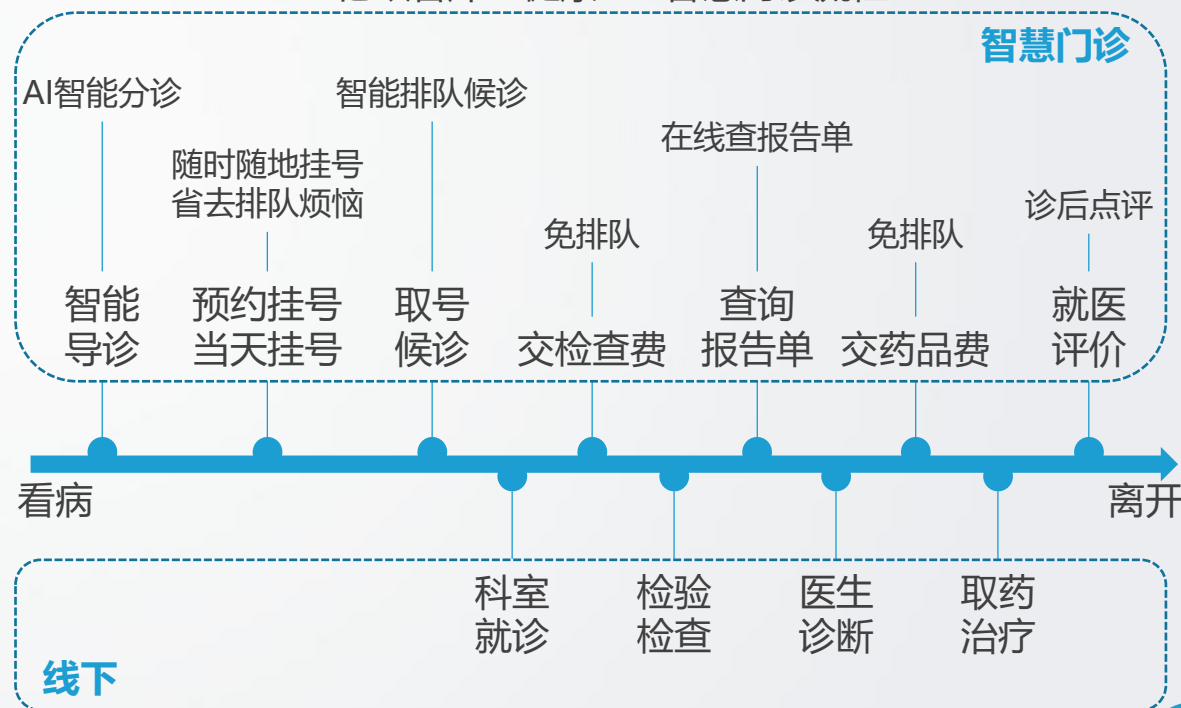 智慧门诊
AI智能分诊
智能排队候诊
在线查报告单
随时随地挂号
省去排队烦恼
诊后点评
免排队
免排队
智能
导诊
预约挂号
当天挂号
取号
候诊
交检查费
查询
报告单
交药品费
就医
评价
看病
离开
科室
就诊
检验
检查
医生
诊断
取药
治疗
线下